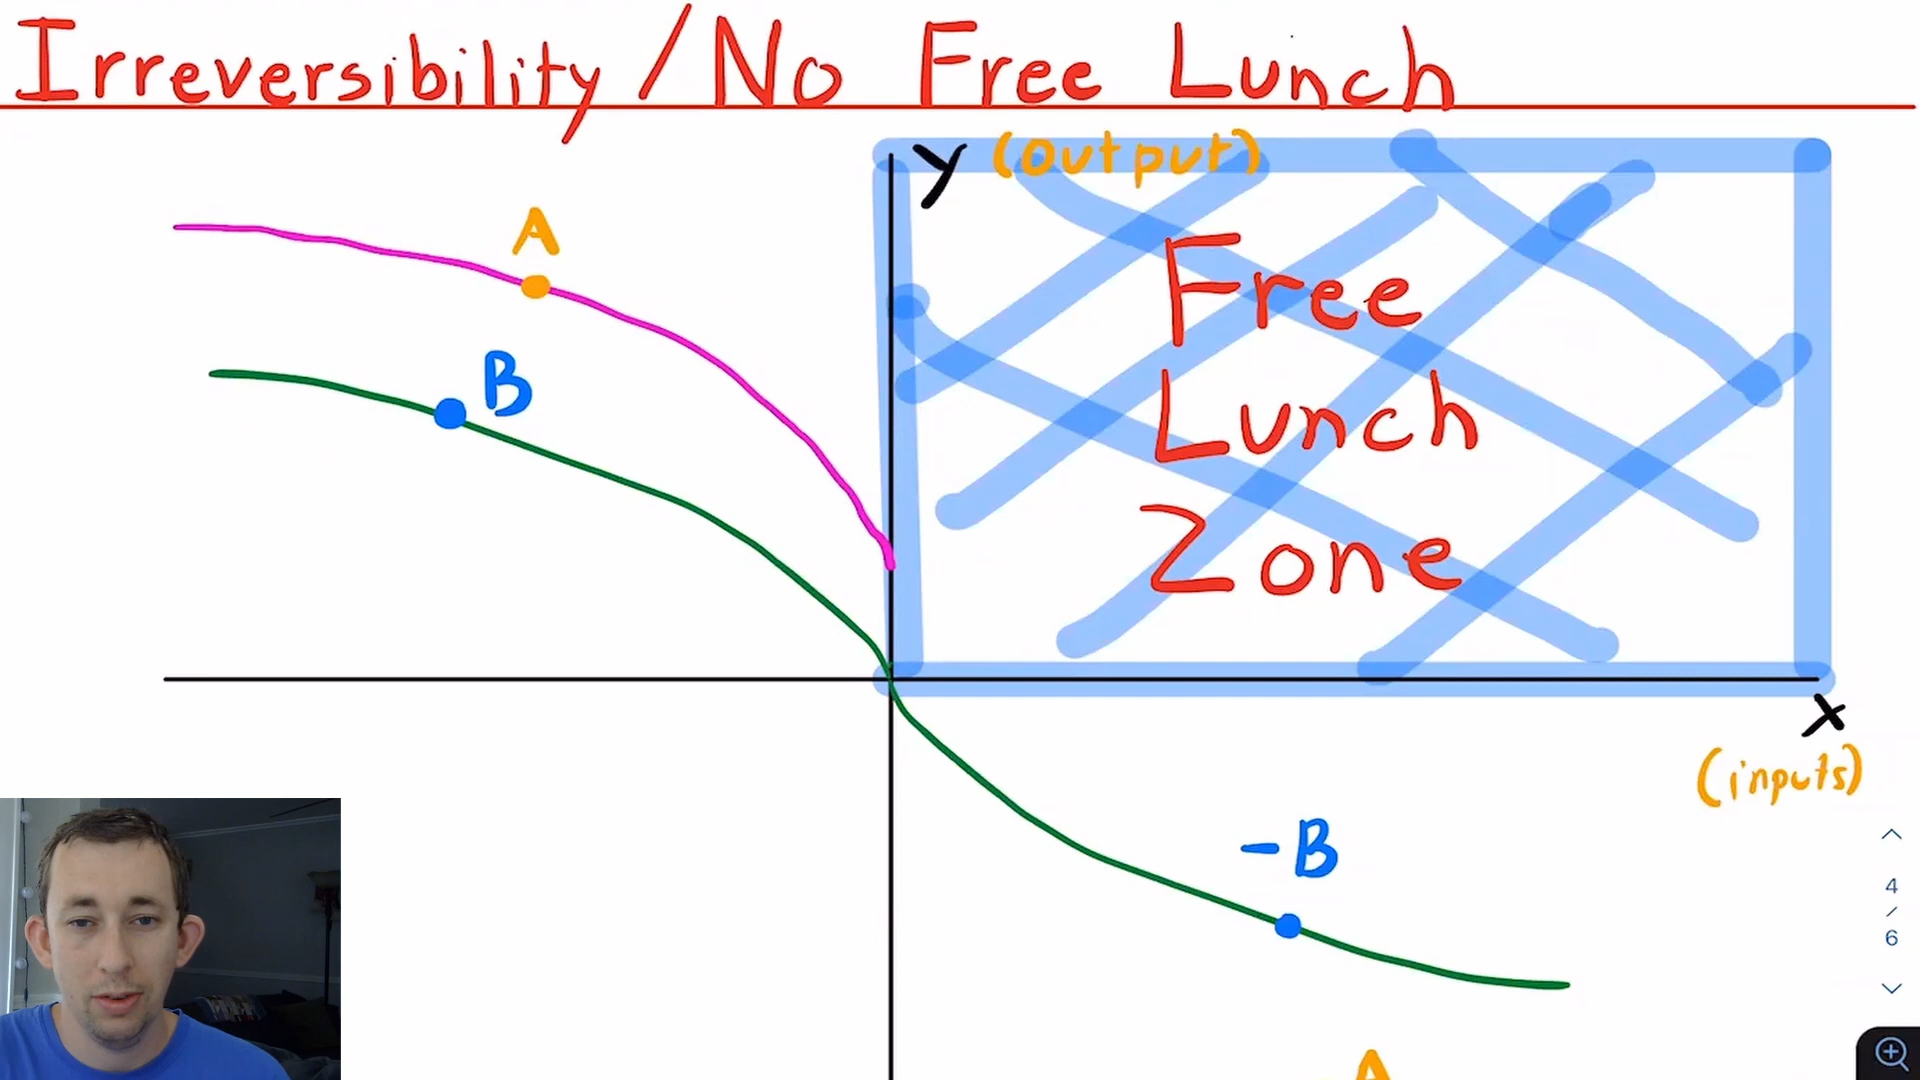 Irreversibility / No Free Lunch
y (output)
A
Free
B
Lunch
Zone
x
(inputs)
-B
4
/
6
A